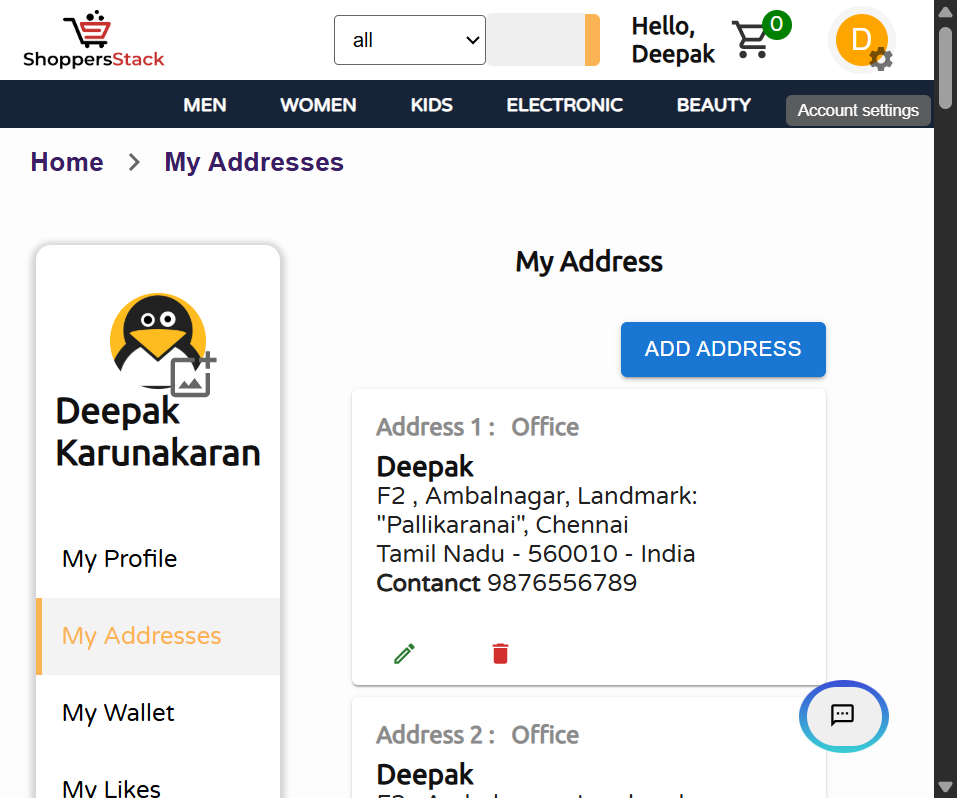 ShoppersStack
all
Hello,
Deepak
0
D
MEN WOMEN KIDS ELECTRONIC BEAUTY
Account settings
Home > My Addresses
Deepak
Karunakaran
My Profile
My Addresses
My Wallet
My Likes
My Address
ADD ADDRESS
Address 1 : Office
Deepak
F2 , Ambalnagar, Landmark:
"Pallikaranai", Chennai
Tamil Nadu - 560010 - India
Contanct 9876556789
Address 2 : Office
Deepak